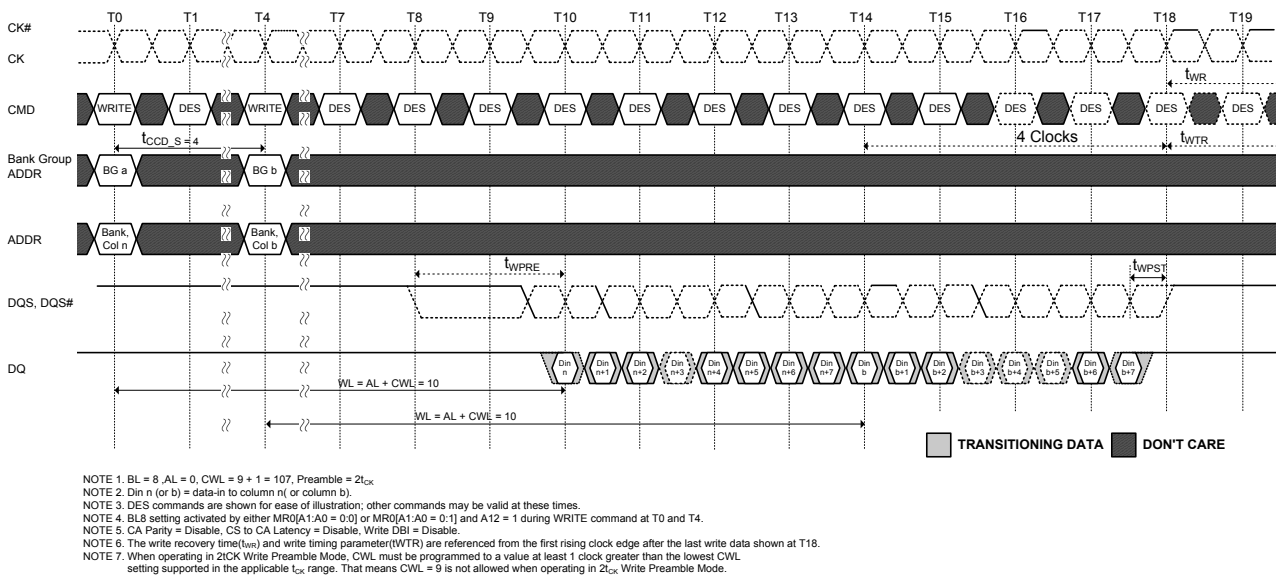 T0 T1 T4 T7 T8 T9 T10 T11 T12 T13 T14 T15 T16 T17 T18 T19
CK#
CK
tWR
CMD
WRITE DES WRITE DES DES DES DES DES DES DES DES DES DES DES DES DES
tCCD_S = 4
4 Clocks
tWTR
Bank Group
ADDR
BG a BG b
ADDR
Bank, Col n
Bank, Col b
tWPRE
tWPST
DQS, DQS#
DQ
Din n Din n+1 Din n+2 Din n+3 Din n+4 Din n+5 Din n+6 Din n+7 Din b Din b+1 Din b+2 Din b+3 Din b+4 Din b+5 Din b+6 Din b+7
WL = AL + CWL = 10
WL = AL + CWL = 10
TRANSITIONING DATA DON'T CARE
NOTE 1. BL = 8 ,AL = 0, CWL = 9 + 1 = 107, Preamble = 2tCK
NOTE 2. Din n (or b) = data-in to column n( or column b).
NOTE 3. DES commands are shown for ease of illustration; other commands may be valid at these times.
NOTE 4. BL8 setting activated by either MR0[A1:A0 = 0:0] or MR0[A1:A0 = 0:1] and A12 = 1 during WRITE command at T0 and T4.
NOTE 5. CA Parity = Disable, CS to CA Latency = Disable, Write DBI = Disable.
NOTE 6. The write recovery time(tWR) and write timing parameter(tWTR) are referenced from the first rising clock edge after the last write data shown at T18.
NOTE 7. When operating in 2tCK Write Preamble Mode, CWL must be programmed to a value at least 1 clock greater than the lowest CWL
setting supported in the applicable tCK range. That means CWL = 9 is not allowed when operating in 2tCK Write Preamble Mode.